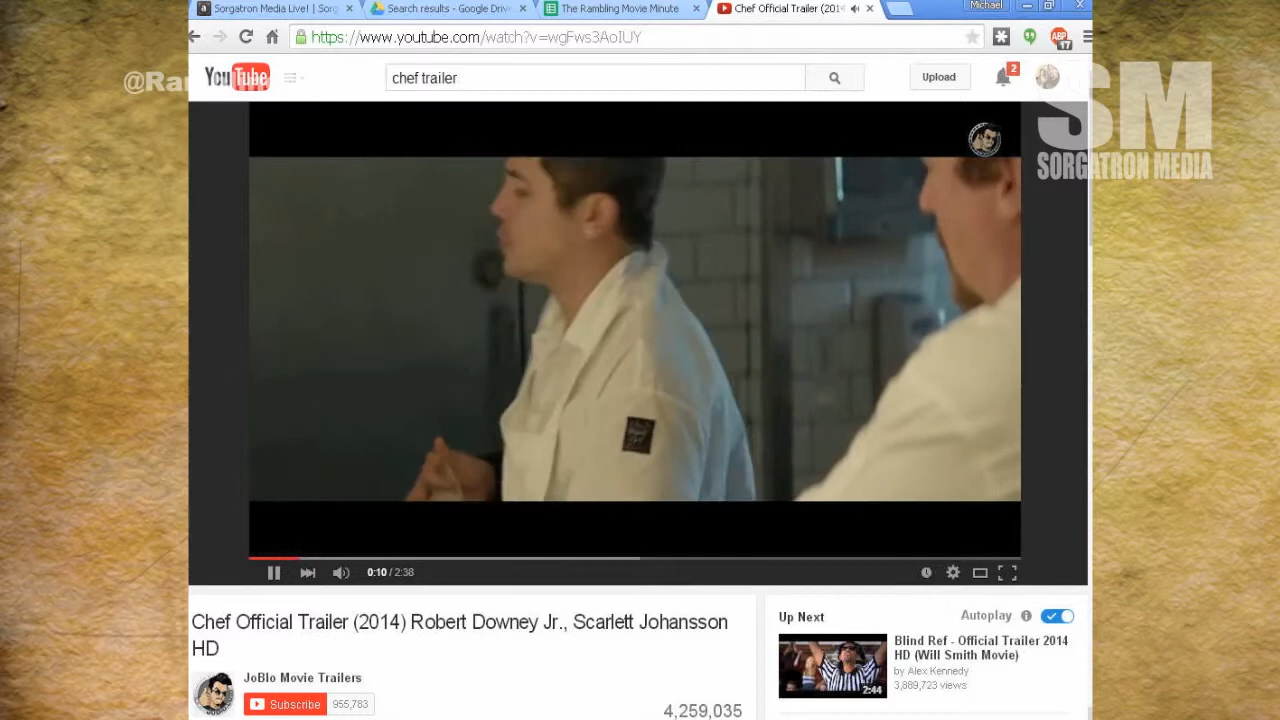 Sorgatron Media Live! | Sorg
Search results - Google Driv
The Rambling Movie Minute
Chef Official Trailer (201
Michael
https://www.youtube.com/watch?v=wgFws3AoIUY
ABP
17
@Ra
YouTube
chef trailer
Upload
2
SM
SORGATRON MEDIA
0:10 / 2:38
Chef Official Trailer (2014) Robert Downey Jr., Scarlett Johansson
HD
JoBlo Movie Trailers
Subscribe 955,783
4,259,035
Up Next
Autoplay
Blind Ref - Official Trailer 2014
HD (Will Smith Movie)
by Alex Kennedy
3,889,723 views
2:44